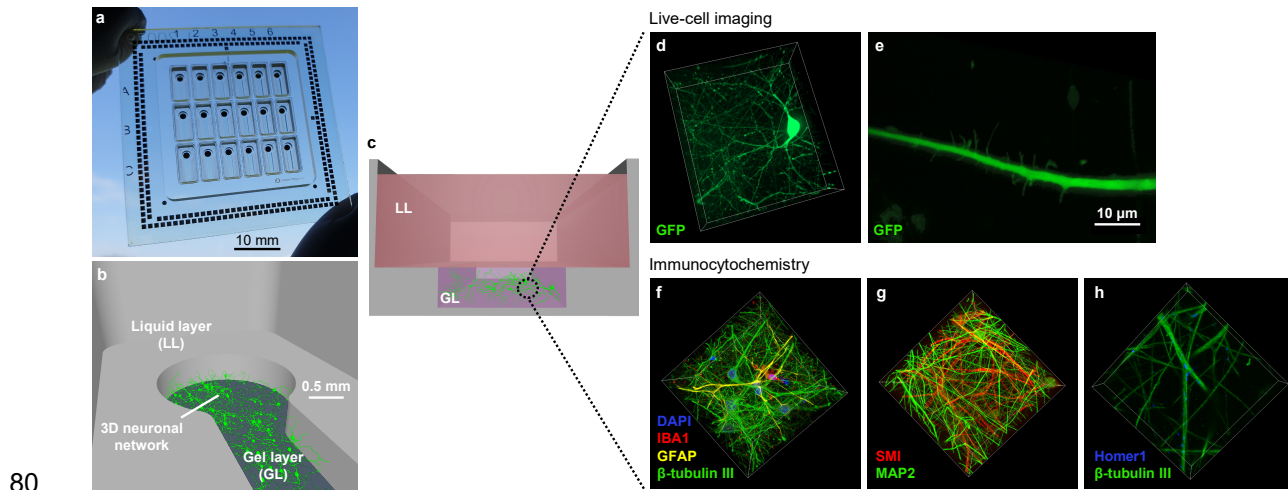 Live-cell imaging
a
1 2 3 4 5 6
A
B
C
10 mm
b
Liquid layer
(LL)
0.5 mm
3D neuronal
network
Gel layer
(GL)
c
LL
GL
d
GFP
e
GFP
10 µm
Immunocytochemistry
f
DAPI
IBA1
GFAP
β-tubulin III
g
SMI
MAP2
h
Homer1
β-tubulin III
80